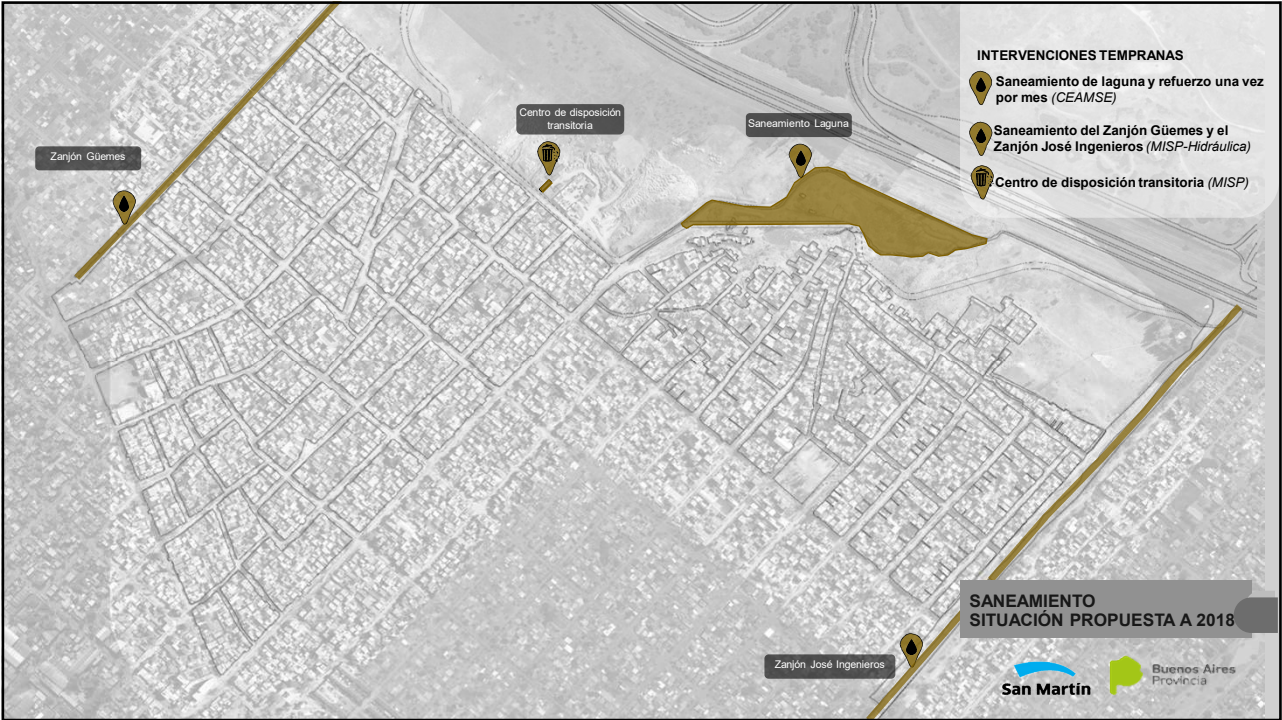 INTERVENCIONES TEMPRANAS
Saneamiento de laguna y refuerzo una vez
por mes (CEAMSE)
Saneamiento del Zanjón Güemes y el
Zanjón José Ingenieros (MISP-Hidráulica)
Centro de disposición transitoria (MISP)
Centro de disposición
transitoria
Saneamiento Laguna
Zanjón Güemes
Zanjón José Ingenieros
SANEAMIENTO
SITUACIÓN PROPUESTA A 2018
San Martín
Buenos Aires
Provincia